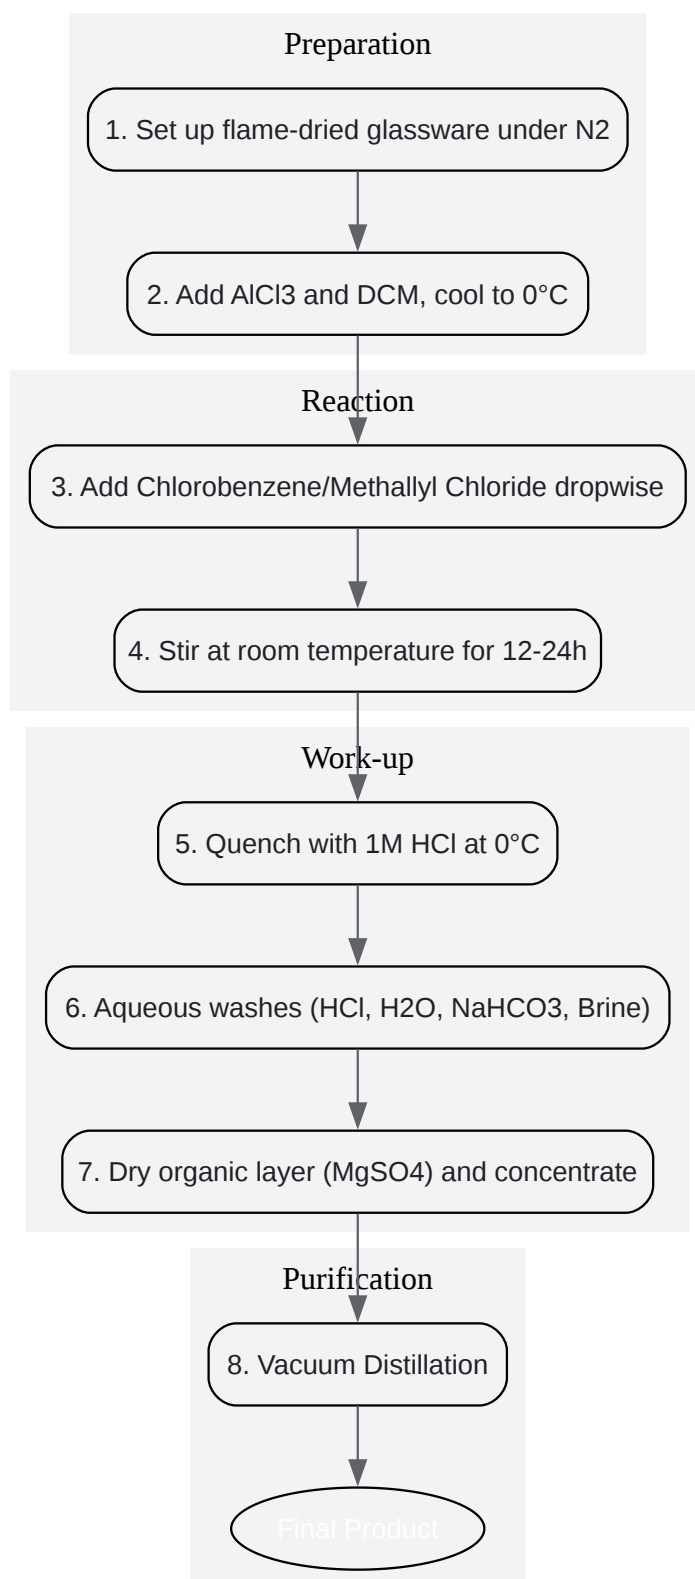 Preparation
1. Set up flame-dried glassware under N2
2. Add AlCl3 and DCM, cool to 0°C
Reaction
3. Add Chlorobenzene/Methallyl Chloride dropwise
4. Stir at room temperature for 12-24h
Work-up
5. Quench with 1M HCl at 0°C
6. Aqueous washes (HCl, H2O, NaHCO3, Brine)
7. Dry organic layer (MgSO4) and concentrate
Purification
8. Vacuum Distillation
Final Product